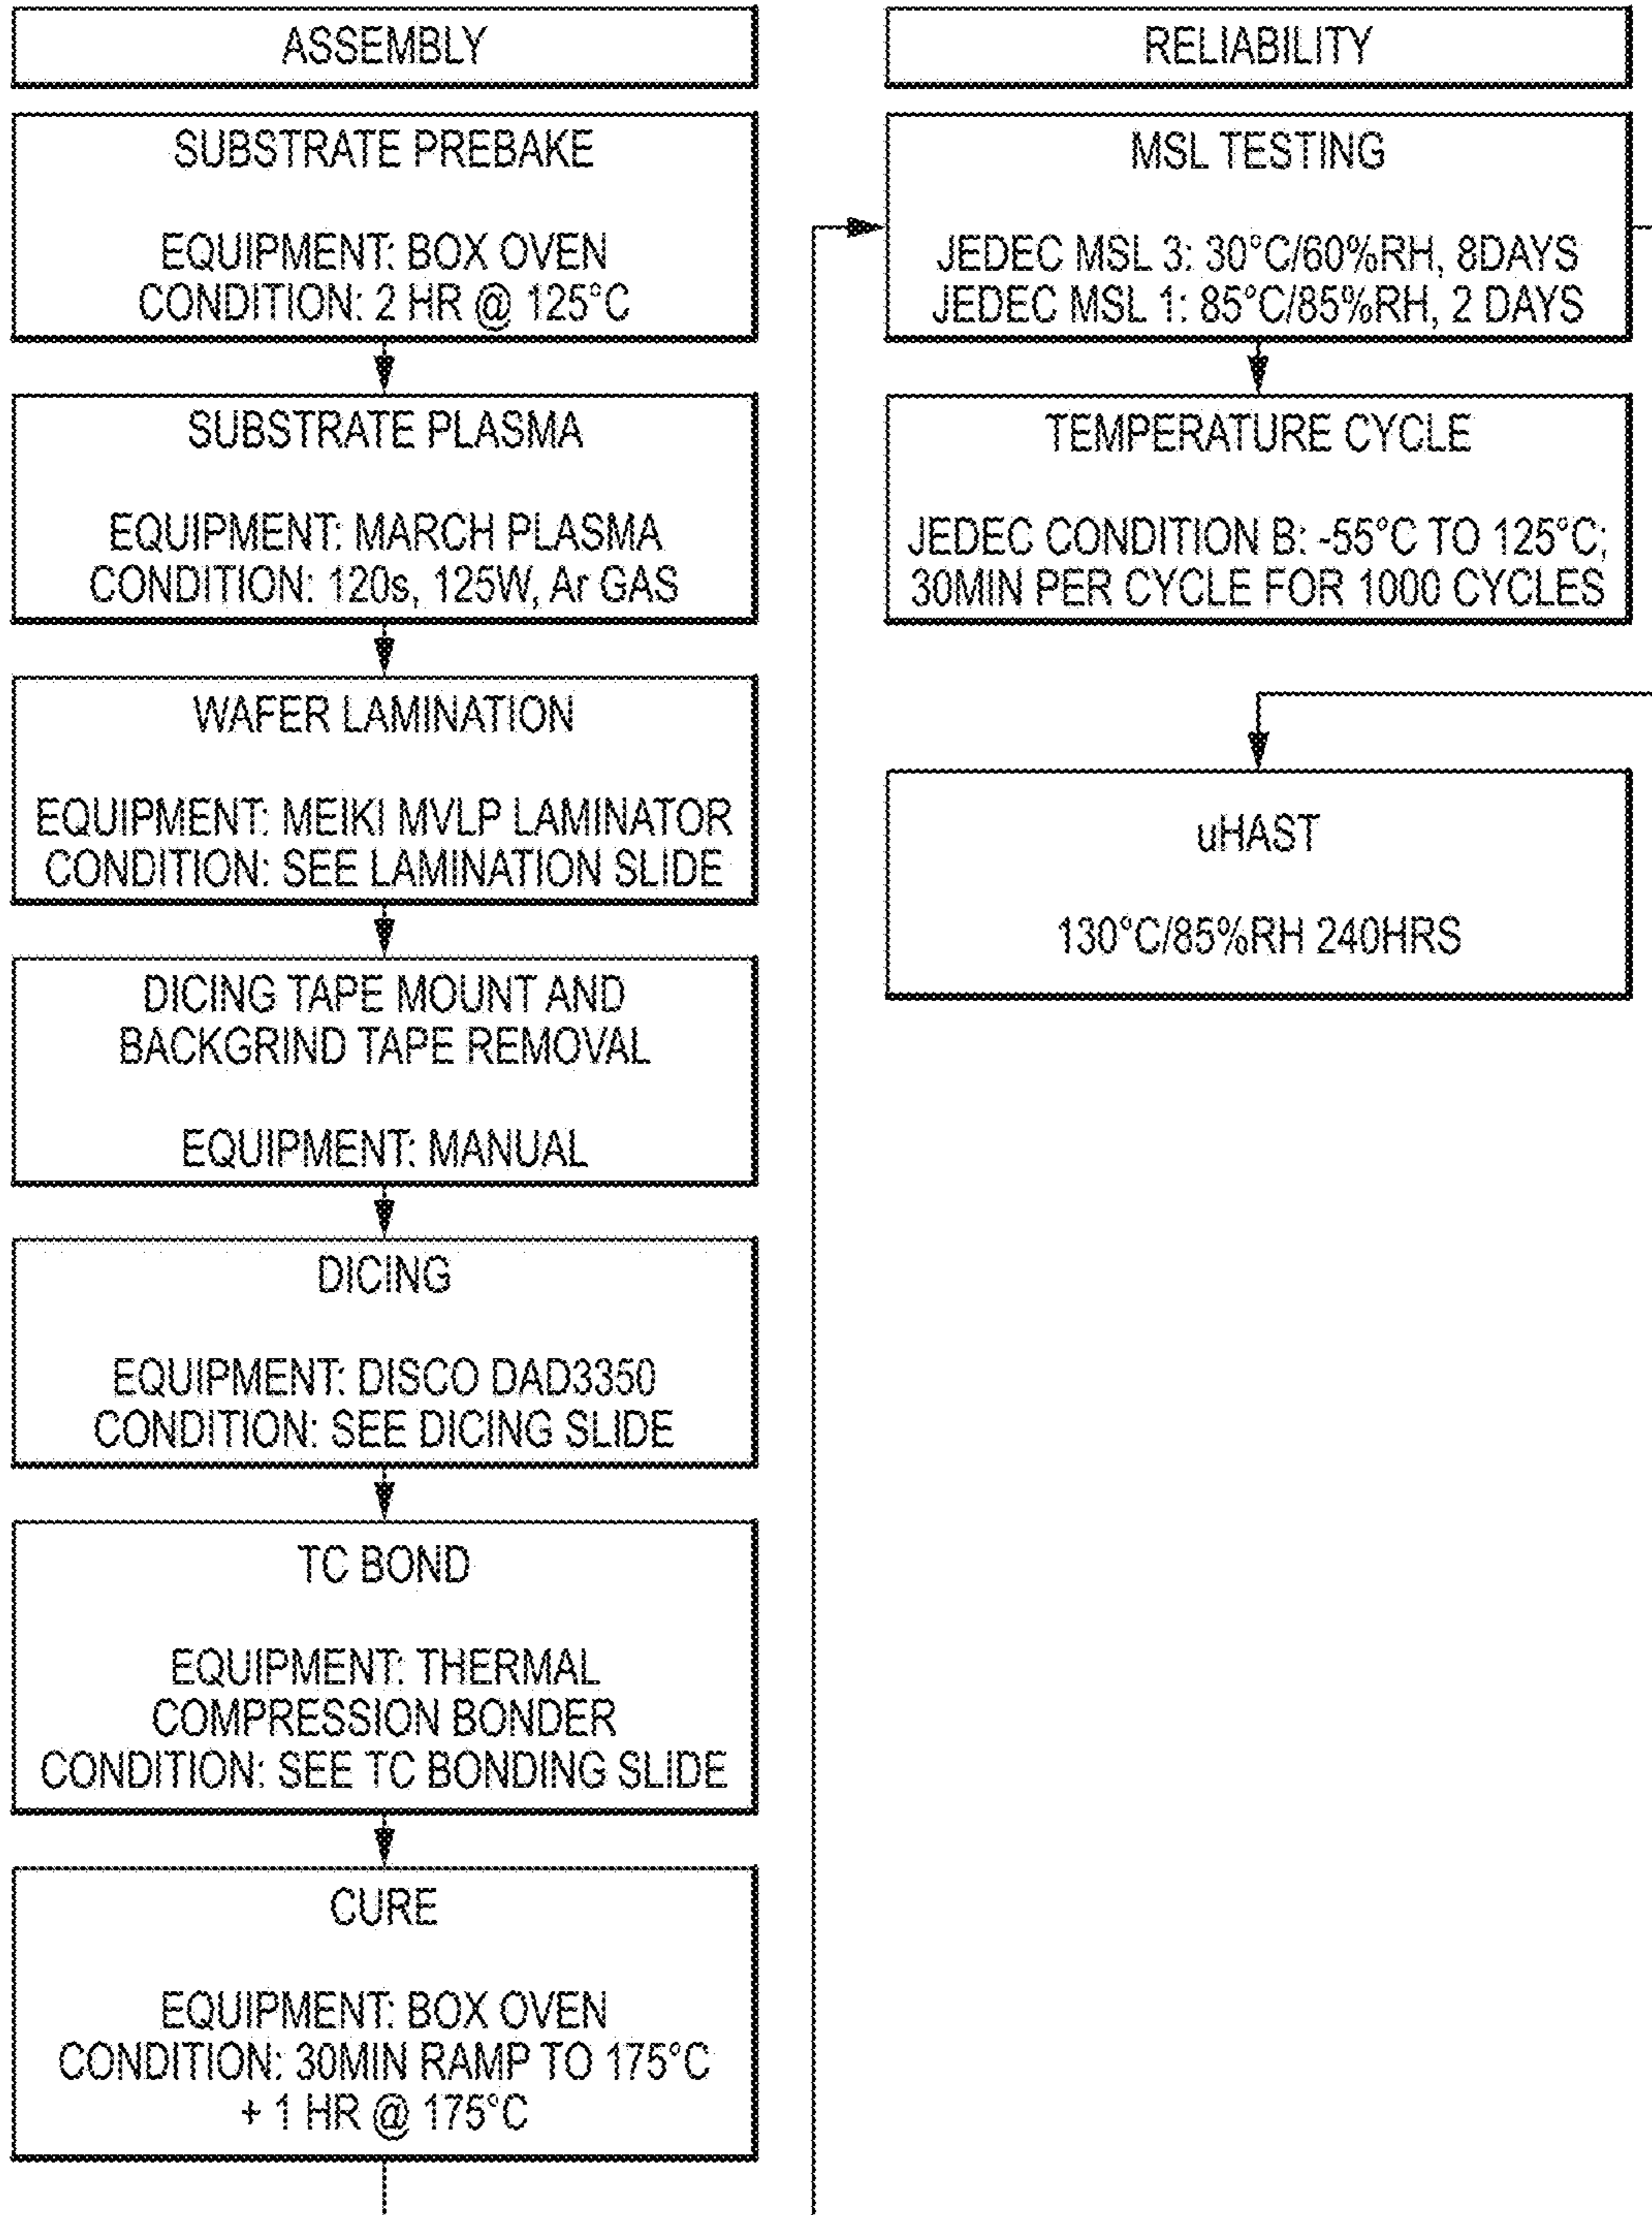 ASSEMBLY
SUBSTRATE PREBAKE
EQUIPMENT: BOX OVEN
CONDITION: 2 HR @ 125°C
SUBSTRATE PLASMA
EQUIPMENT: MARCH PLASMA
CONDITION: 120s, 125W, Ar GAS
WAFER LAMINATION
EQUIPMENT: MEIKI MVLP LAMINATOR
CONDITION: SEE LAMINATION SLIDE
DICING TAPE MOUNT AND
BACKGRIND TAPE REMOVAL
EQUIPMENT: MANUAL
DICING
EQUIPMENT: DISCO DAD3350
CONDITION: SEE DICING SLIDE
TC BOND
EQUIPMENT: THERMAL
COMPRESSION BONDER
CONDITION: SEE TC BONDING SLIDE
CURE
EQUIPMENT: BOX OVEN
CONDITION: 30MIN RAMP TO 175°C
+ 1 HR @ 175°C
RELIABILITY
MSL TESTING
JEDEC MSL 3: 30°C/60%RH, 8DAYS
JEDEC MSL 1: 85°C/85%RH, 2 DAYS
TEMPERATURE CYCLE
JEDEC CONDITION B: -55°C TO 125°C;
30MIN PER CYCLE FOR 1000 CYCLES
uHAST
130°C/85%RH 240HRS